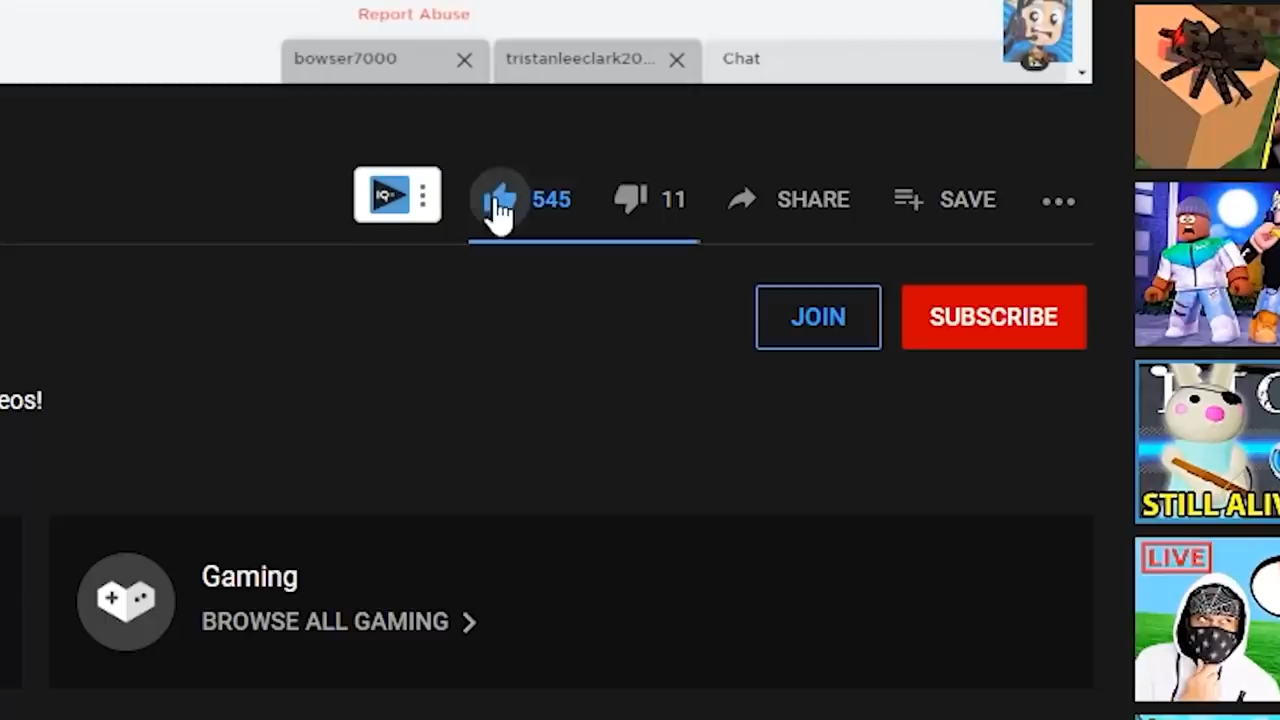 Report Abuse
bowser7000
tristanleeclark20...
Chat
IQ
545
11
SHARE
SAVE
JOIN
SUBSCRIBE
eos!
STILL ALIV
LIVE
Gaming
BROWSE ALL GAMING